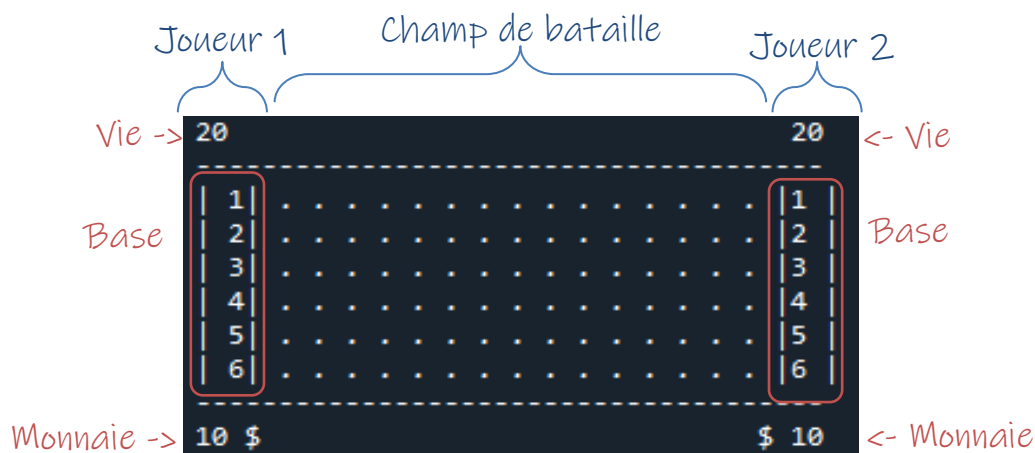 Joueur 1 Champ de bataille Joueur 2
Vie -> 20 20 <- Vie
--------------------------------------
| 1| . . . . . . . . . . . . . . . |1 |
Base | 2| . . . . . . . . . . . . . . . |2 | Base
| 3| . . . . . . . . . . . . . . . |3 |
| 4| . . . . . . . . . . . . . . . |4 |
| 5| . . . . . . . . . . . . . . . |5 |
| 6| . . . . . . . . . . . . . . . |6 |
--------------------------------------
Monnaie -> 10 $ $ 10 <- Monnaie